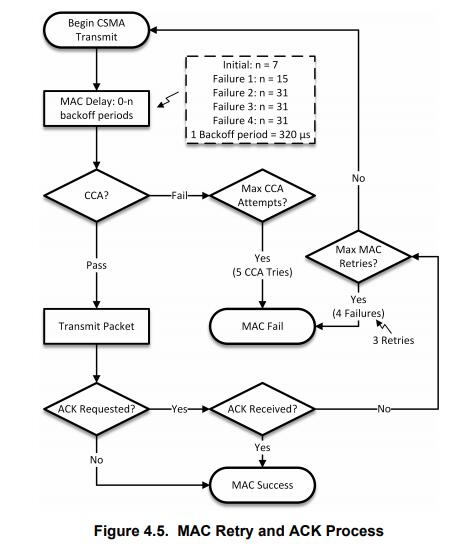 Begin CSMA
Transmit
MAC Delay: 0-n
backoff periods
Initial: n = 7
Failure 1: n = 15
Failure 2: n = 31
Failure 3: n = 31
Failure 4: n = 31
1 Backoff period = 320 µs
CCA?
Fail
Max CCA
Attempts?
No
Pass
Yes
(5 CCA Tries)
Max MAC
Retries?
Yes
(4 Failures)
3 Retries
Transmit Packet
MAC Fail
ACK Requested?
Yes
ACK Received?
No
No
Yes
MAC Success
Figure 4.5. MAC Retry and ACK Process